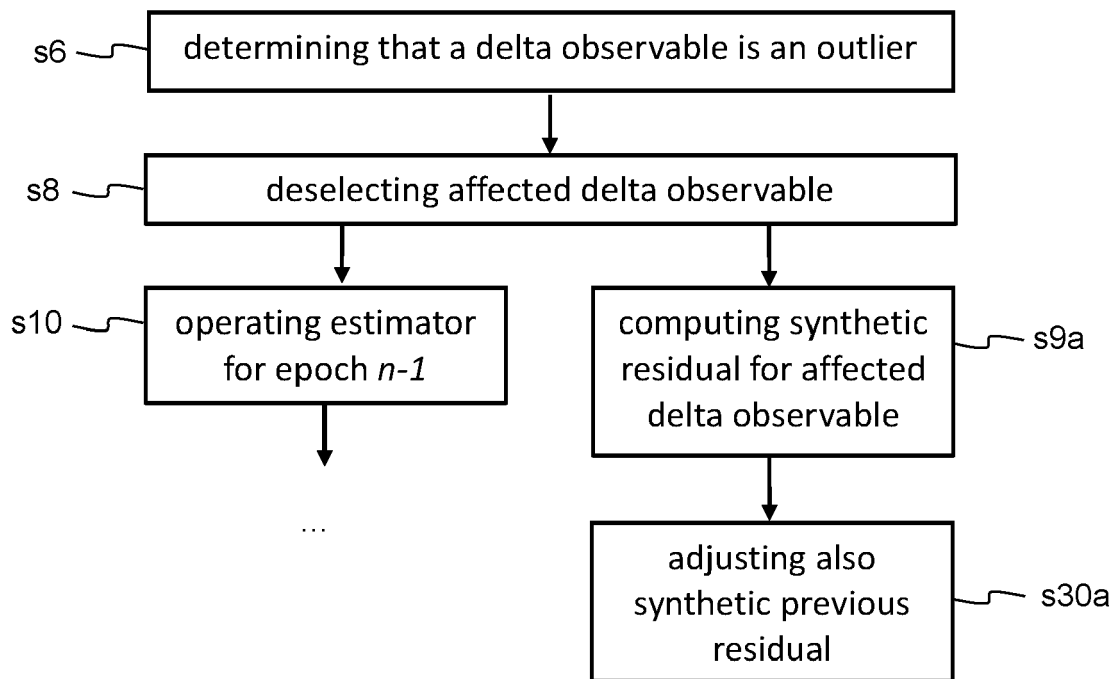 s6
determining that a delta observable is an outlier
s8
deselecting affected delta observable
s10
operating estimator
for epoch n-1
...
computing synthetic
residual for affected
delta observable
s9a
adjusting also
synthetic previous
residual
s30a